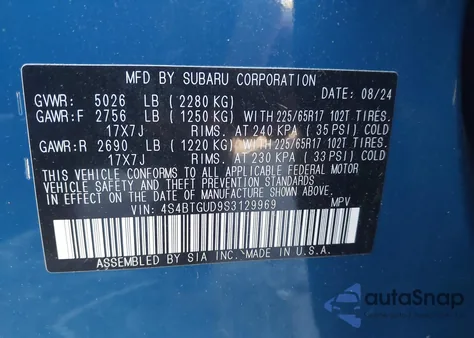 MFD BY SUBARU CORPORATION
DATE: 08/24
GVWR: 5026 LB (2280 KG)
GAWR:F 2756 LB (1250 KG) WITH 225/65R17 102T TIRES.
17X7J RIMS. AT 240 KPA (35 PSI) COLD
GAWR:R 2690 LB (1220 KG) WITH 225/65R17 102T TIRES.
17X7J RIMS. AT 230 KPA (33 PSI) COLD
THIS VEHICLE CONFORMS TO ALL APPLICABLE FEDERAL MOTOR
VEHICLE SAFETY AND BUMPER STANDARDS
IN EFFECT ON THE DATE OF MANUFACTURE SHOWN ABOVE.
VIN: 4S4BTGUD9S3129969 MPV
ASSEMBLED BY SIA INC. MADE IN U.S.A.
autoSnap